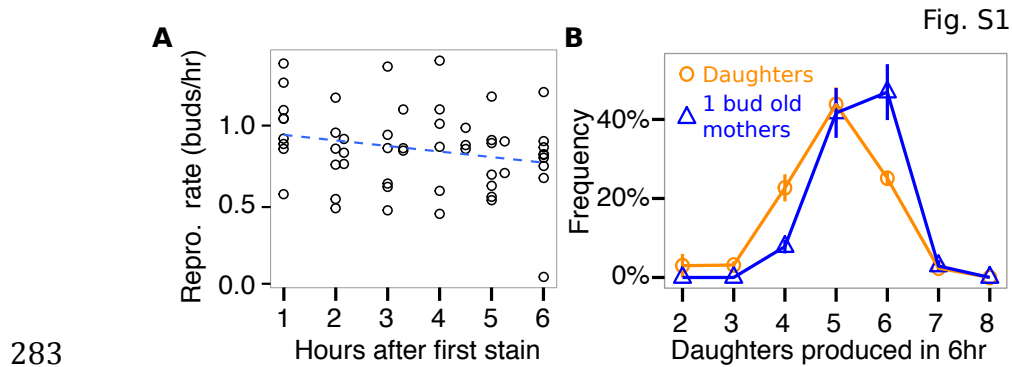 Fig. S1
A
Repro. rate (buds/hr)
1.0
0.5
0.0
1 2 3 4 5 6
Hours after first stain
B
Daughters
1 bud old
mothers
Frequency
40%
20%
0%
2 3 4 5 6 7 8
Daughters produced in 6hr
283